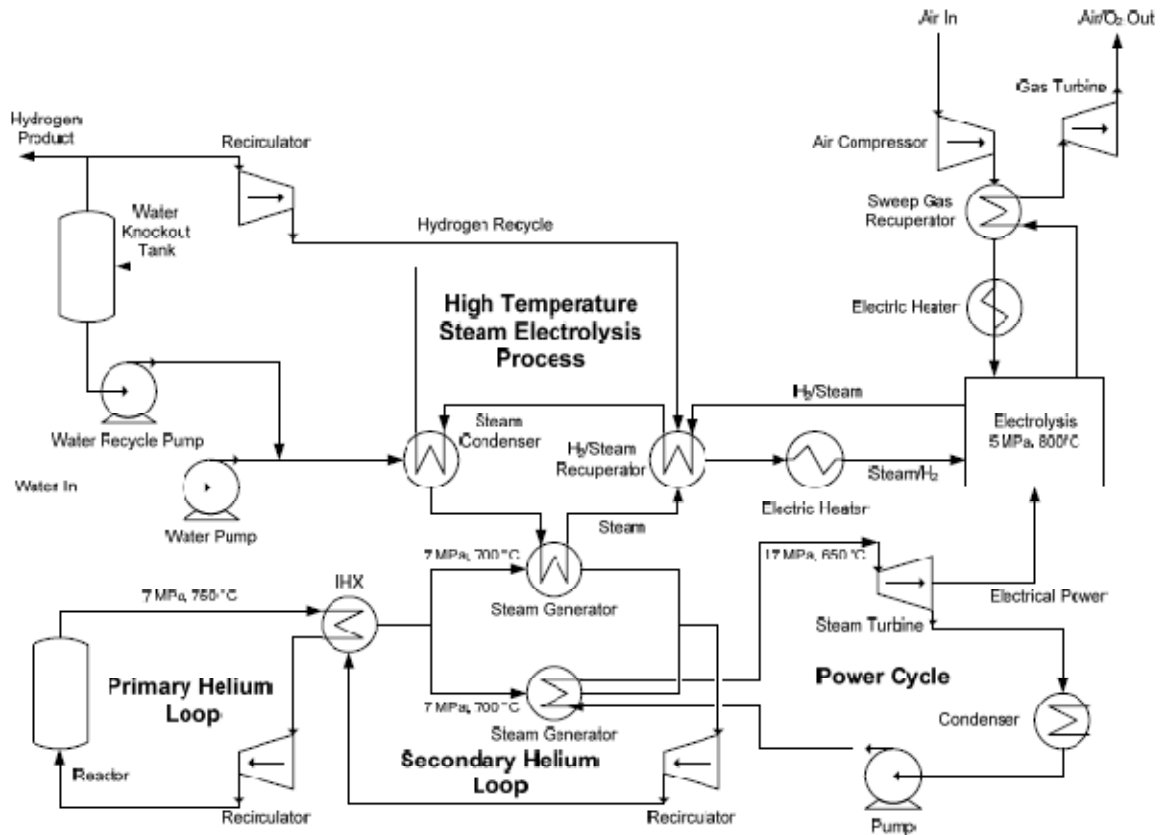 Air In
Air/O₂ Out
Gas Turbine
Hydrogen
Product
Recirculator
Air Compressor
Water
Knockout
Tank
Sweep Gas
Recuperator
Hydrogen Recycle
High Temperature
Steam Electrolysis
Process
Electric Heater
H₂/Steam
Electrolysis
5 MPa, 800°C
Steam
Condenser
Water Recycle Pump
H₂/Steam
Recuperator
Steam/H₂
Water In
Electric Heater
Water Pump
Steam
7 MPa, 700 °C
17 MPa, 650 °C
IHX
7 MPa, 750 °C
Steam Generator
Electrical Power
Steam Turbine
Primary Helium
Loop
Power Cycle
7 MPa, 700 °C
Condenser
Steam Generator
Secondary Helium
Loop
Reactor
Recirculator
Recirculator
Pump